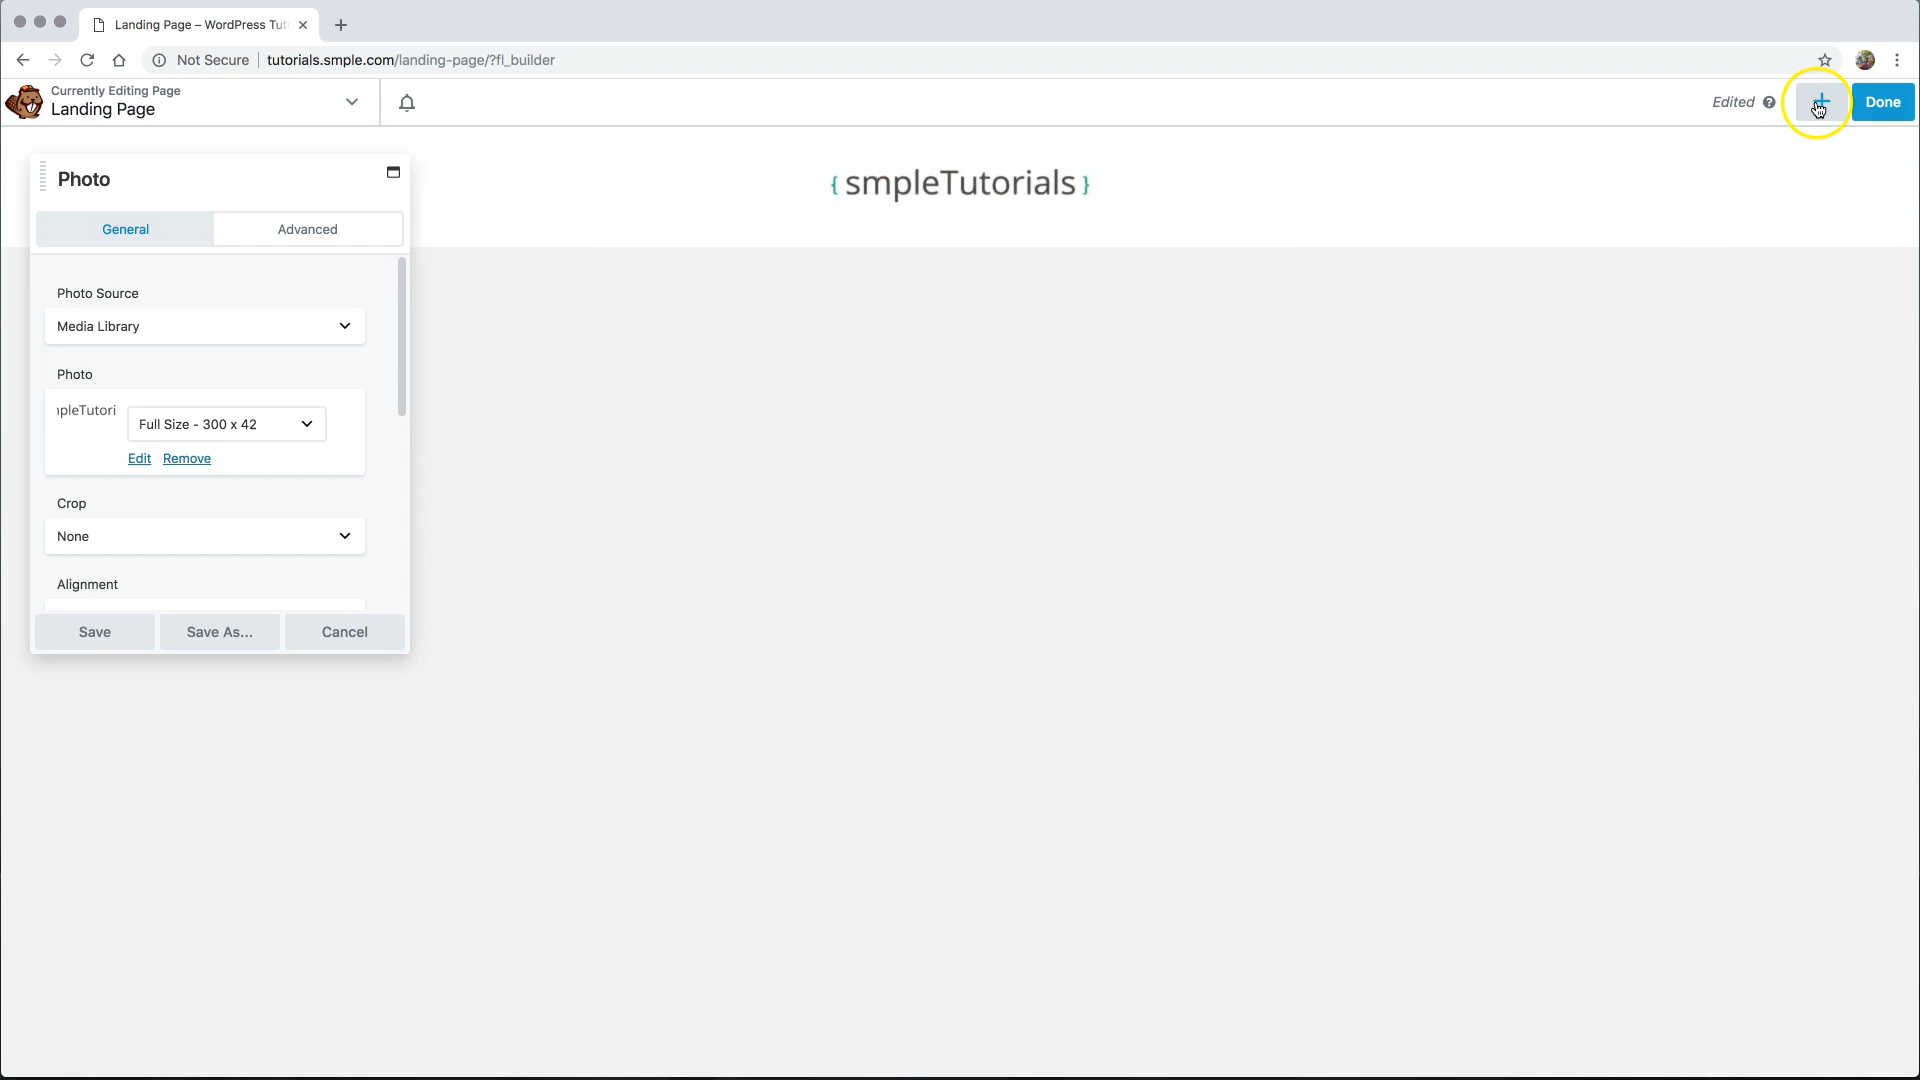 Landing Page – WordPress Tut
Not Secure
tutorials.smple.com/landing-page/?fl_builder
Currently Editing Page
Landing Page
Edited
Done
Photo
{ smpleTutorials }
General
Advanced
Photo Source
Media Library
Photo
pleTutori
Full Size - 300 x 42
Edit Remove
Crop
None
Alignment
Save
Save As...
Cancel